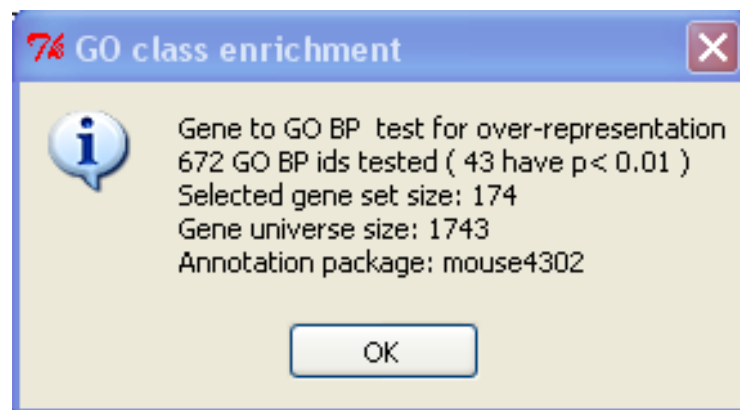 GO class enrichment
Gene to GO BP  test for over-representation
672 GO BP ids tested ( 43 have p< 0.01 )
Selected gene set size: 174
Gene universe size: 1743
Annotation package: mouse4302
OK